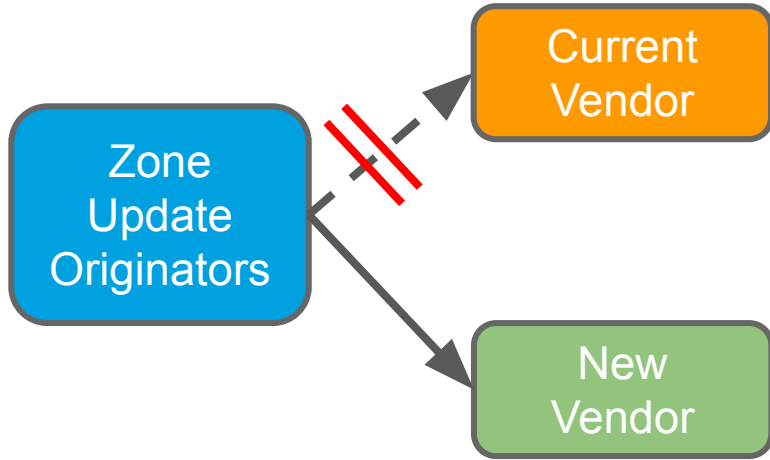 Current
Vendor
Zone
Update
Originators
New
Vendor